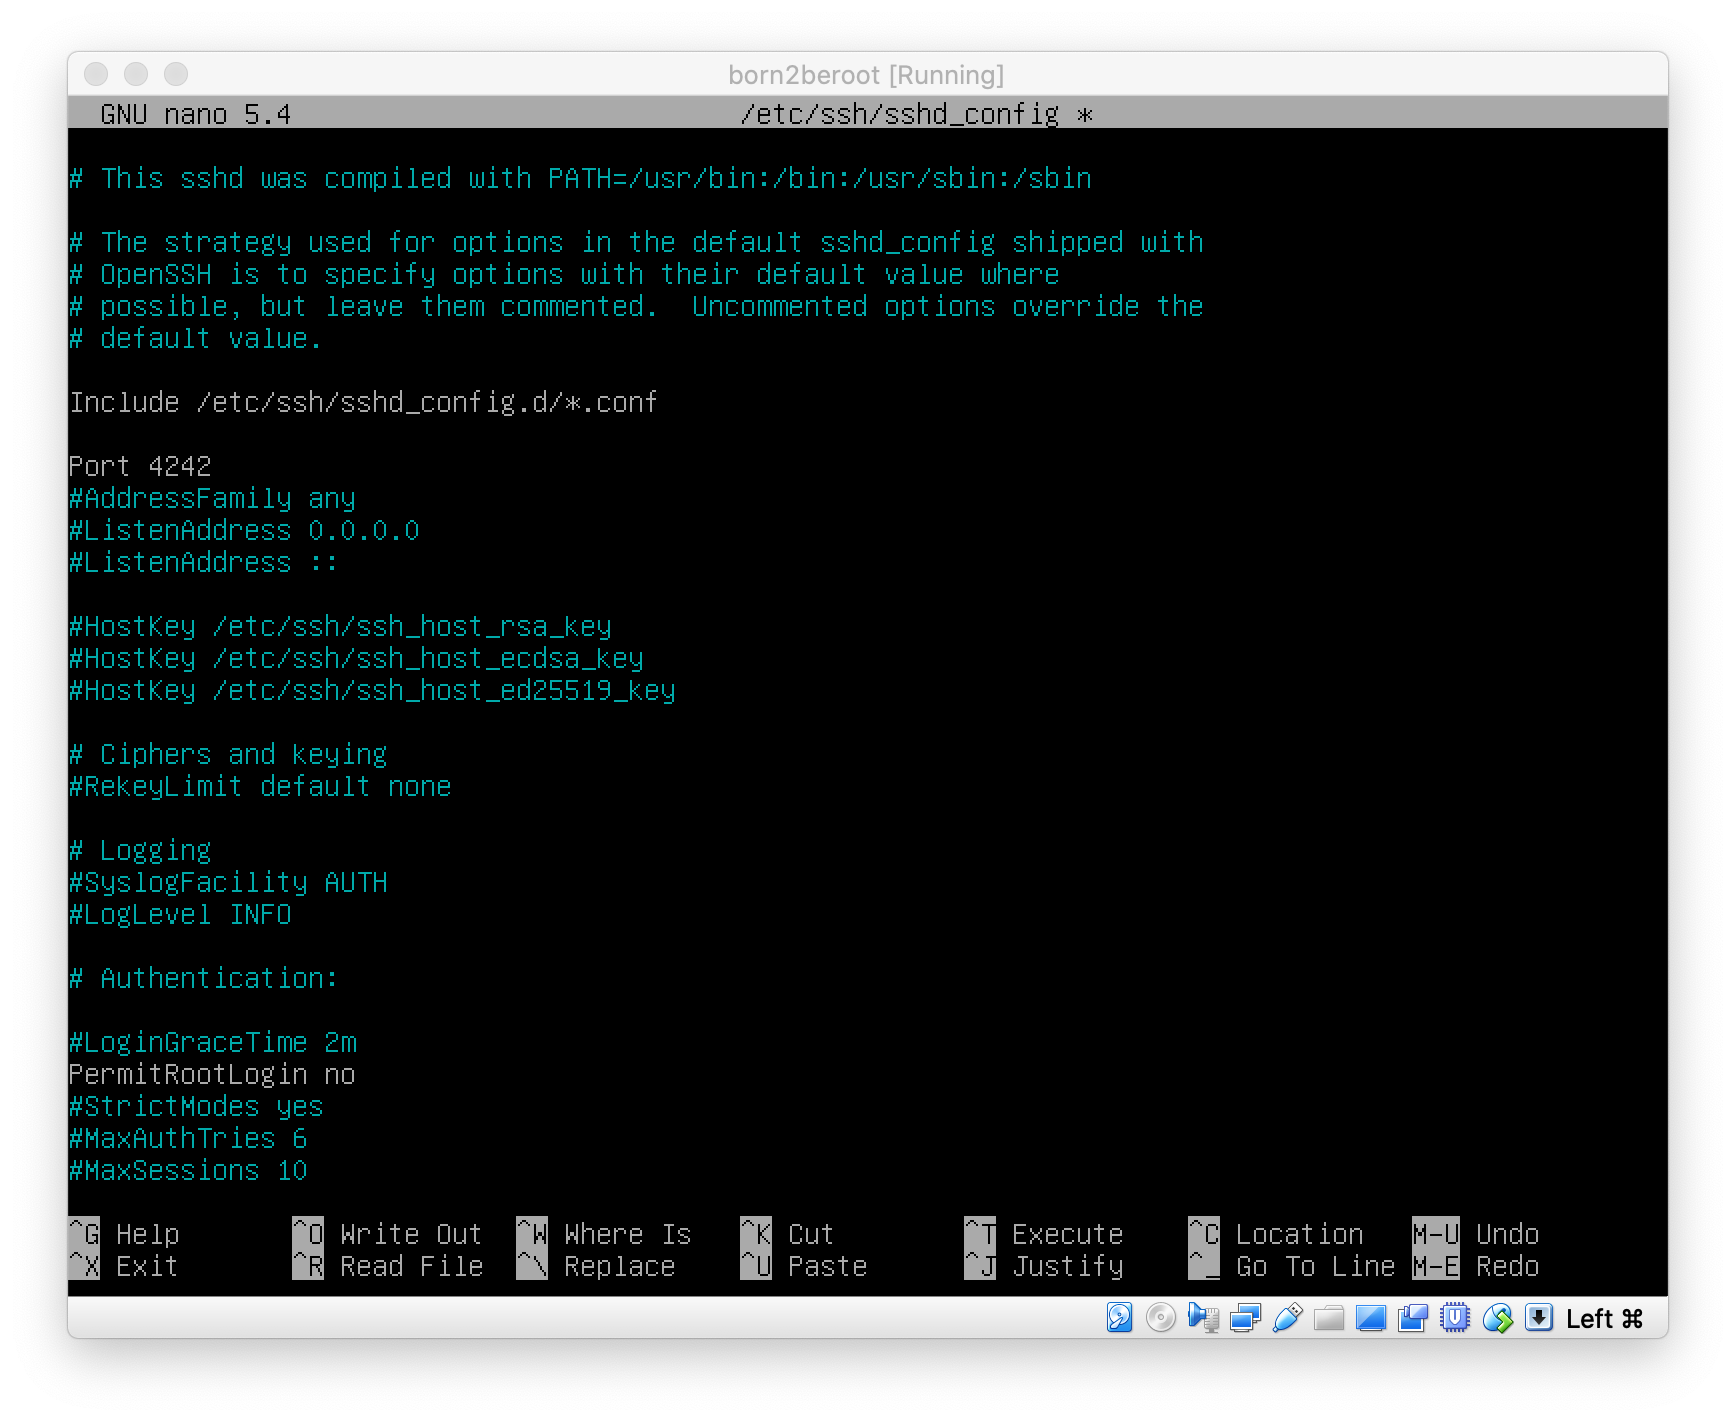 born2beroot [Running]
GNU nano 5.4 /etc/ssh/sshd_config *
# This sshd was compiled with PATH=/usr/bin:/bin:/usr/sbin:/sbin
# The strategy used for options in the default sshd_config shipped with
# OpenSSH is to specify options with their default value where
# possible, but leave them commented.  Uncommented options override the
# default value.
Include /etc/ssh/sshd_config.d/*.conf
Port 4242
#AddressFamily any
#ListenAddress 0.0.0.0
#ListenAddress ::
#HostKey /etc/ssh/ssh_host_rsa_key
#HostKey /etc/ssh/ssh_host_ecdsa_key
#HostKey /etc/ssh/ssh_host_ed25519_key
# Ciphers and keying
#RekeyLimit default none
# Logging
#SyslogFacility AUTH
#LogLevel INFO
# Authentication:
#LoginGraceTime 2m
PermitRootLogin no
#StrictModes yes
#MaxAuthTries 6
#MaxSessions 10
^G Help ^O Write Out ^W Where Is ^K Cut ^T Execute ^C Location M-U Undo
^X Exit ^R Read File ^\ Replace ^U Paste ^J Justify ^_ Go To Line M-E Redo
Left ⌘